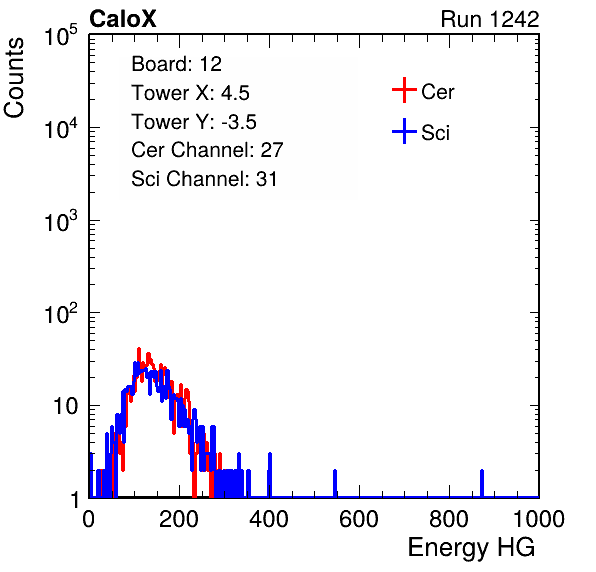 CaloX Run 1242
Counts
Board: 12
Tower X: 4.5
Tower Y: -3.5
Cer Channel: 27
Sci Channel: 31
Cer
Sci
10^5
10^4
10^3
10^2
10
1
0 200 400 600 800 1000
Energy HG